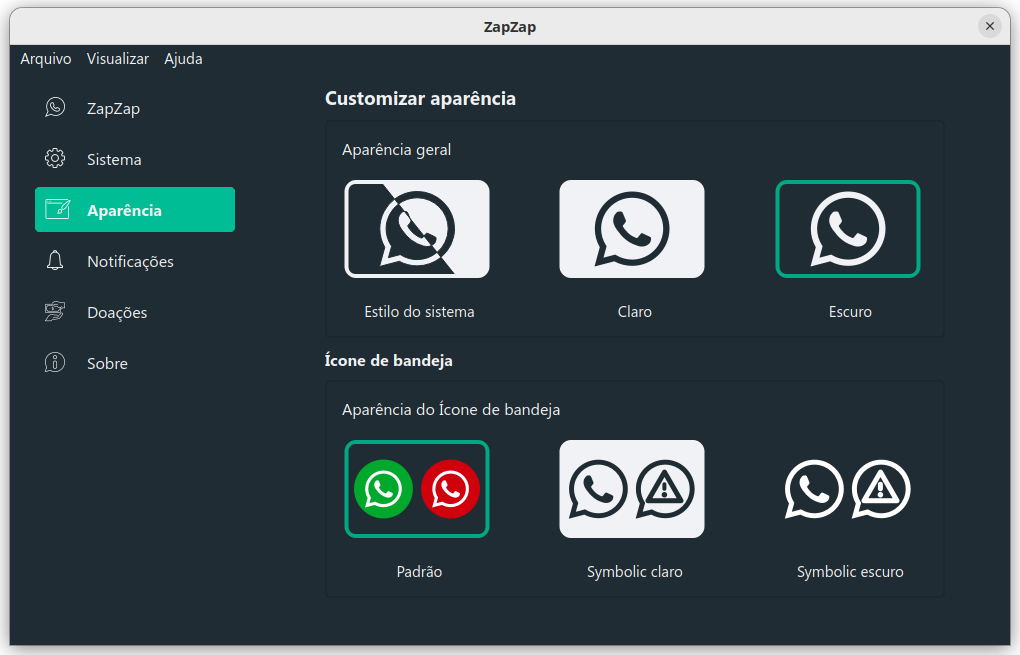 ZapZap
Arquivo Visualizar Ajuda
ZapZap
Sistema
Aparência
Notificações
Doações
Sobre
Customizar aparência
Aparência geral
Estilo do sistema
Claro
Escuro
Ícone de bandeja
Aparência do Ícone de bandeja
Padrão
Symbolic claro
Symbolic escuro